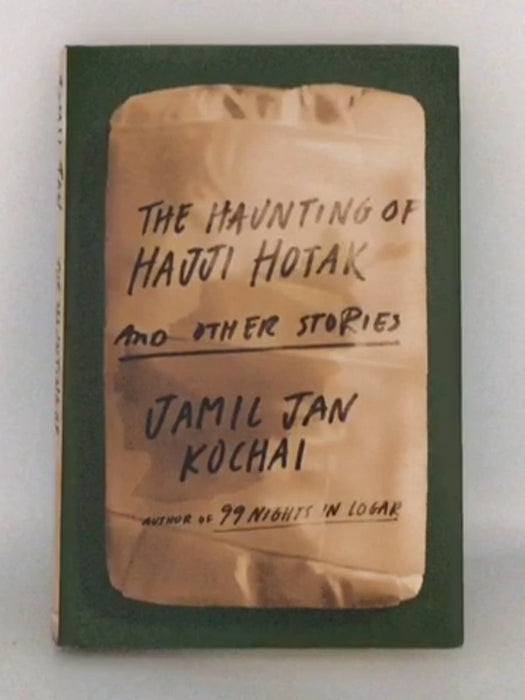 THE HAUNTING OF
HAJJI HOTAK
AND OTHER STORIES
JAMIL JAN
KOCHAI
AUTHOR OF 99 NIGHTS IN LOGAR